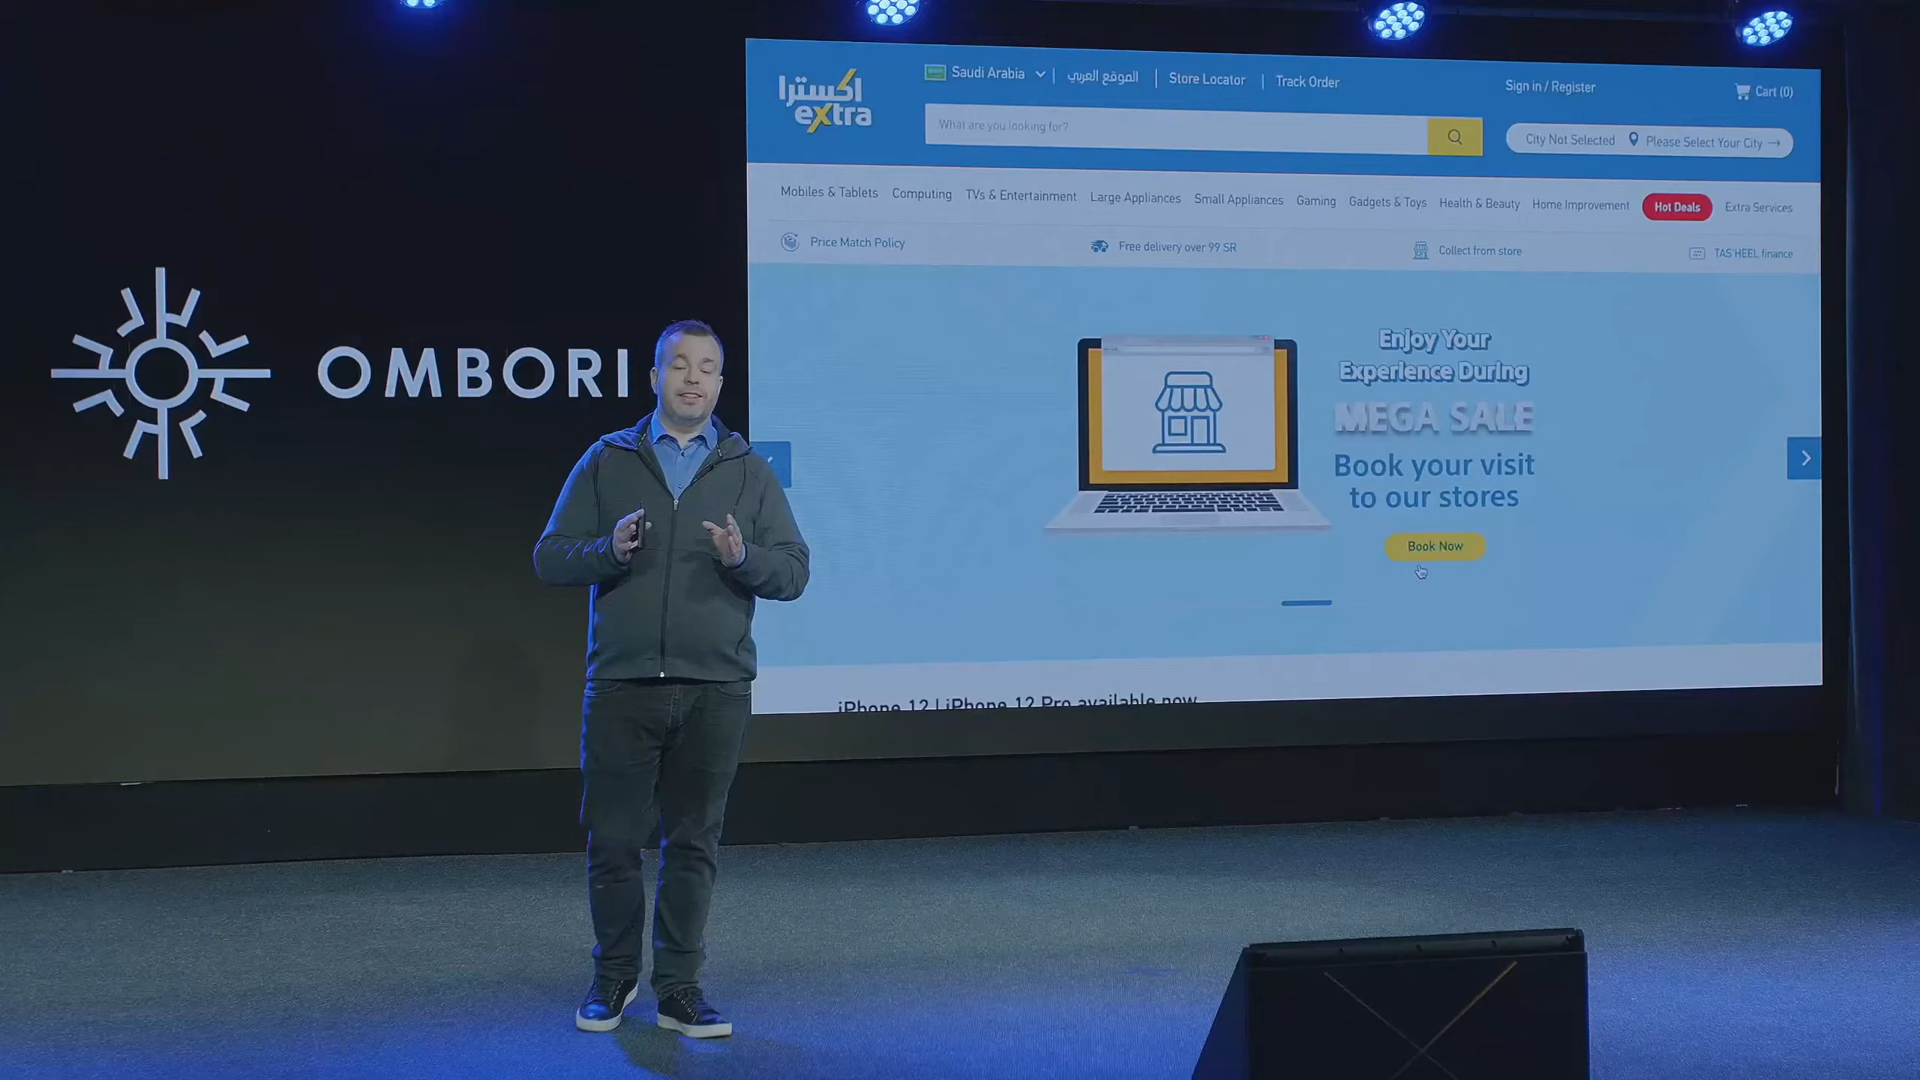 OMBORI
اكسترا
extra
Saudi Arabia
الموقع العربي
Store Locator
Track Order
Sign in / Register
Cart (0)
What are you looking for?
City Not Selected
Please Select Your City
Mobiles & Tablets
Computing
TVs & Entertainment
Large Appliances
Small Appliances
Gaming
Gadgets & Toys
Health & Beauty
Home Improvement
Hot Deals
Extra Services
Price Match Policy
Free delivery over 99 SR
Collect from store
TAS'HEEL finance
Enjoy Your
Experience During
MEGA SALE
Book your visit
to our stores
Book Now
iPhone 12 | iPhone 12 Pro available now